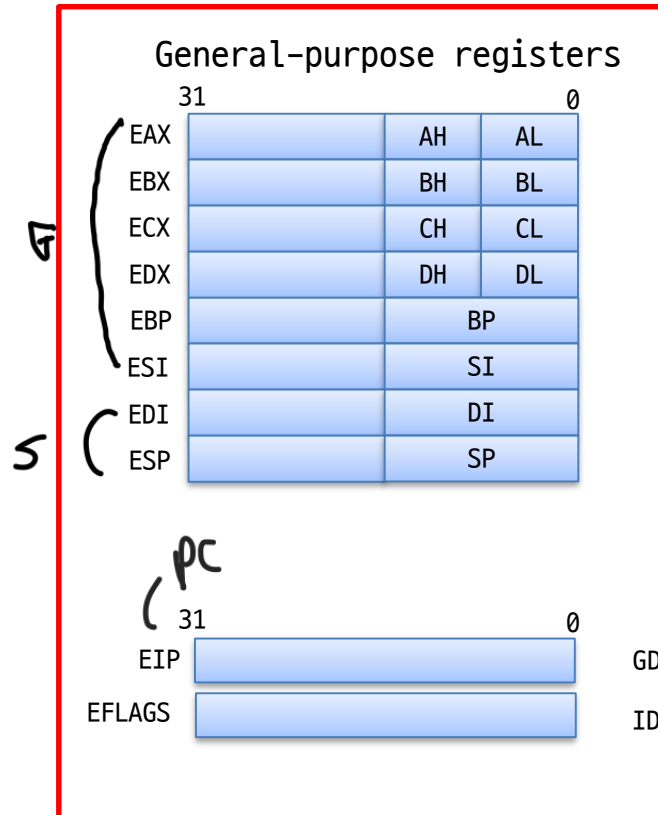 General-purpose registers
31 0
EAX AH AL
EBX BH BL
ECX CH CL
G
EDX DH DL
EBP BP
ESI SI
EDI DI
S
ESP SP
PC
31 0
EIP GD
EFLAGS ID